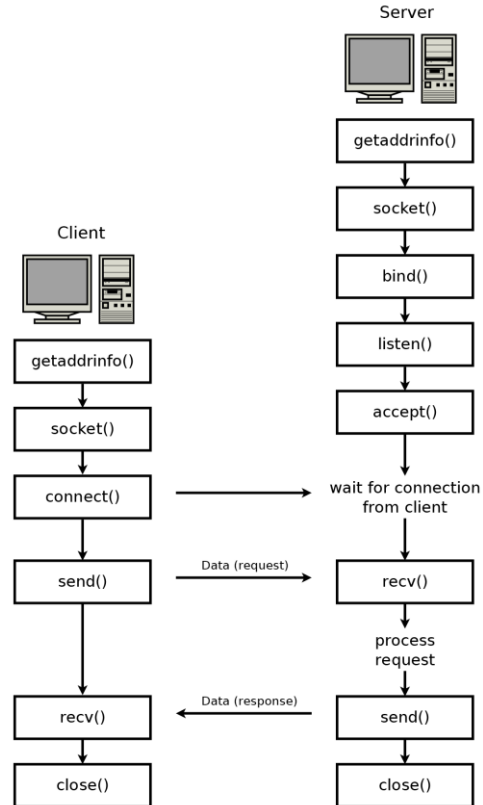 Server
getaddrinfo()
socket()
bind()
listen()
accept()
wait for connection
from client
recv()
process
request
send()
close()
Client
getaddrinfo()
socket()
connect()
send()
Data (request)
Data (response)
recv()
close()